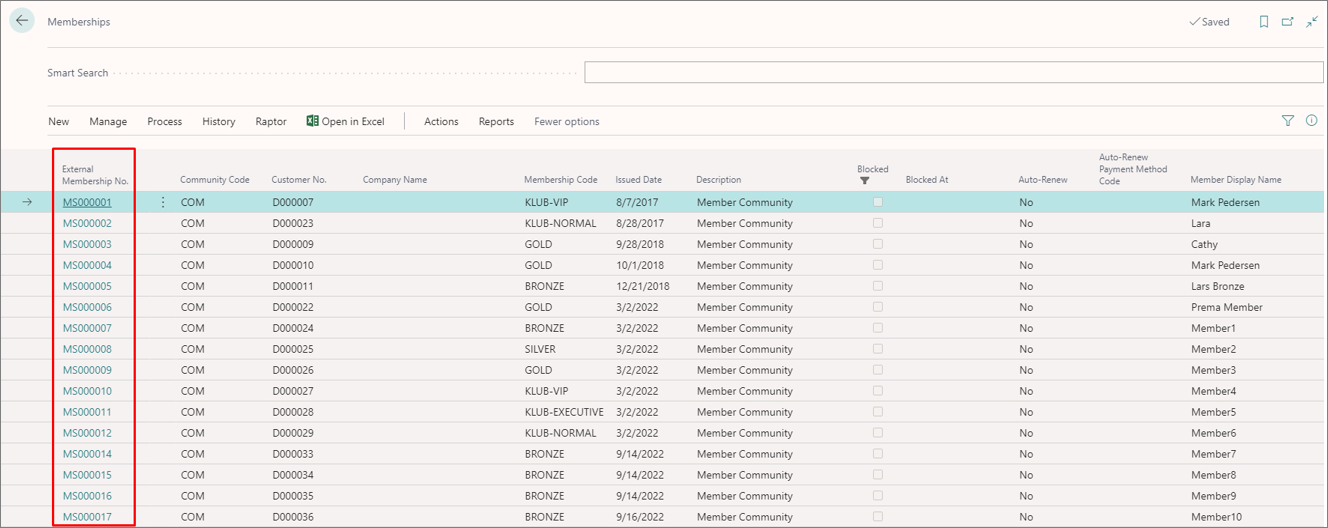 Memberships
Saved
Smart Search
New Manage Process History Raptor Open in Excel Actions Reports Fewer options
External Membership No. Community Code Customer No. Company Name Membership Code Issued Date Description Blocked Blocked At Auto-Renew Auto-Renew Payment Method Code Member Display Name
MS000001 COM D000007 KLUB-VIP 8/7/2017 Member Community No Mark Pedersen
MS000002 COM D000023 KLUB-NORMAL 8/28/2017 Member Community No Lara
MS000003 COM D000009 GOLD 9/28/2018 Member Community No Cathy
MS000004 COM D000010 GOLD 10/1/2018 Member Community No Mark Pedersen
MS000005 COM D000011 BRONZE 12/21/2018 Member Community No Lars Bronze
MS000006 COM D000022 GOLD 3/2/2022 Member Community No Prema Member
MS000007 COM D000024 BRONZE 3/2/2022 Member Community No Member1
MS000008 COM D000025 SILVER 3/2/2022 Member Community No Member2
MS000009 COM D000026 GOLD 3/2/2022 Member Community No Member3
MS000010 COM D000027 KLUB-VIP 3/2/2022 Member Community No Member4
MS000011 COM D000028 KLUB-EXECUTIVE 3/2/2022 Member Community No Member5
MS000012 COM D000029 KLUB-NORMAL 3/2/2022 Member Community No Member6
MS000014 COM D000033 BRONZE 9/14/2022 Member Community No Member7
MS000015 COM D000034 BRONZE 9/14/2022 Member Community No Member8
MS000016 COM D000035 BRONZE 9/14/2022 Member Community No Member9
MS000017 COM D000036 BRONZE 9/16/2022 Member Community No Member10